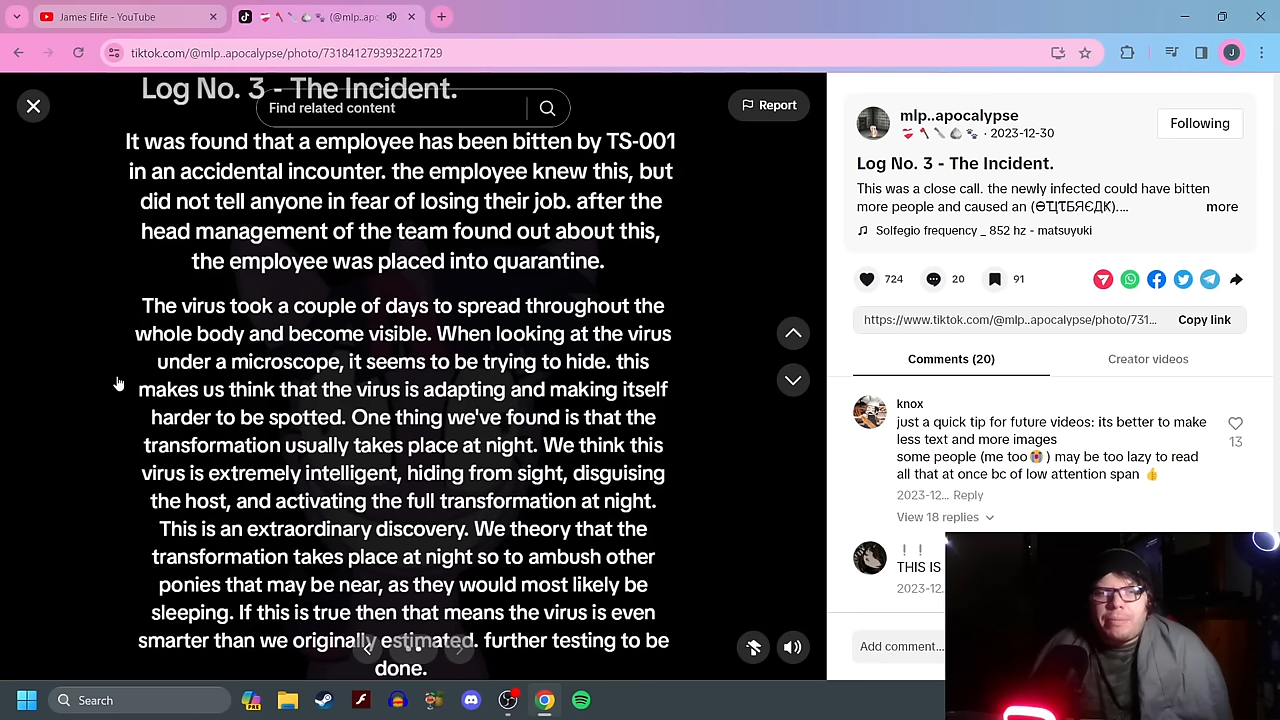 James Elife - YouTube
(@mlp..apo
tiktok.com/@mlp..apocalypse/photo/7318412793932221729
J
Log No. 3 - The Incident.
Find related content
Report
It was found that a employee has been bitten by TS-001
in an accidental incounter. the employee knew this, but
did not tell anyone in fear of losing their job. after the
head management of the team found out about this,
the employee was placed into quarantine.
The virus took a couple of days to spread throughout the
whole body and become visible. When looking at the virus
under a microscope, it seems to be trying to hide. this
makes us think that the virus is adapting and making itself
harder to be spotted. One thing we've found is that the
transformation usually takes place at night. We think this
virus is extremely intelligent, hiding from sight, disguising
the host, and activating the full transformation at night.
This is an extraordinary discovery. We theory that the
transformation takes place at night so to ambush other
ponies that may be near, as they would most likely be
sleeping. If this is true then that means the virus is even
smarter than we originally estimated. further testing to be
done.
mlp..apocalypse
· 2023-12-30
Following
Log No. 3 - The Incident.
This was a close call. the newly infected could have bitten
more people and caused an (ӨЦƬБЯЄДК)....
more
Solfegio frequency _ 852 hz - matsuyuki
724
20
91
https://www.tiktok.com/@mlp..apocalypse/photo/731...
Copy link
Comments (20)
Creator videos
knox
just a quick tip for future videos: its better to make
less text and more images
some people (me too🏵️) may be too lazy to read
all that at once bc of low attention span 👍
13
2023-12... Reply
View 18 replies
❕❕
THIS IS
2023-12.
Add comment...
Search
PRE